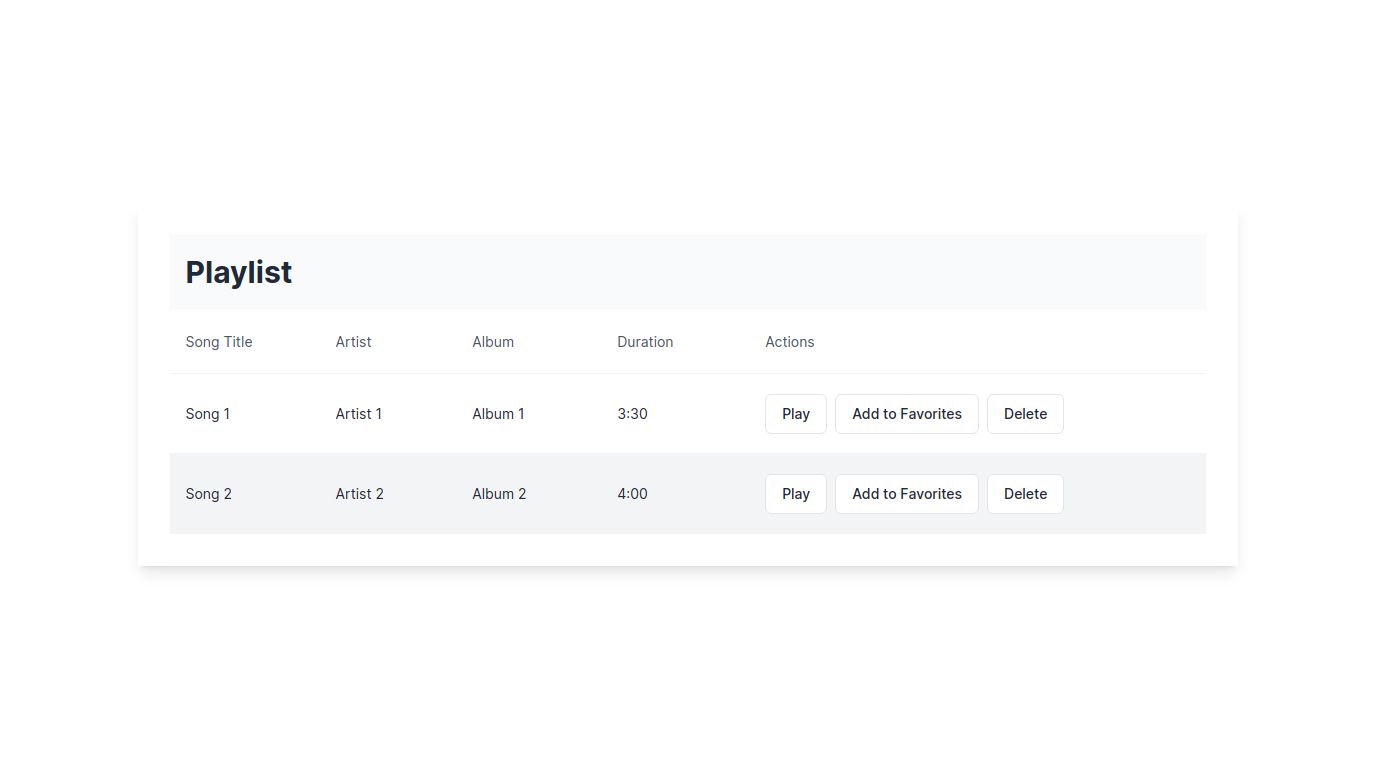 Playlist
Song Title Artist Album Duration Actions
Song 1 Artist 1 Album 1 3:30 Play Add to Favorites Delete
Song 2 Artist 2 Album 2 4:00 Play Add to Favorites Delete